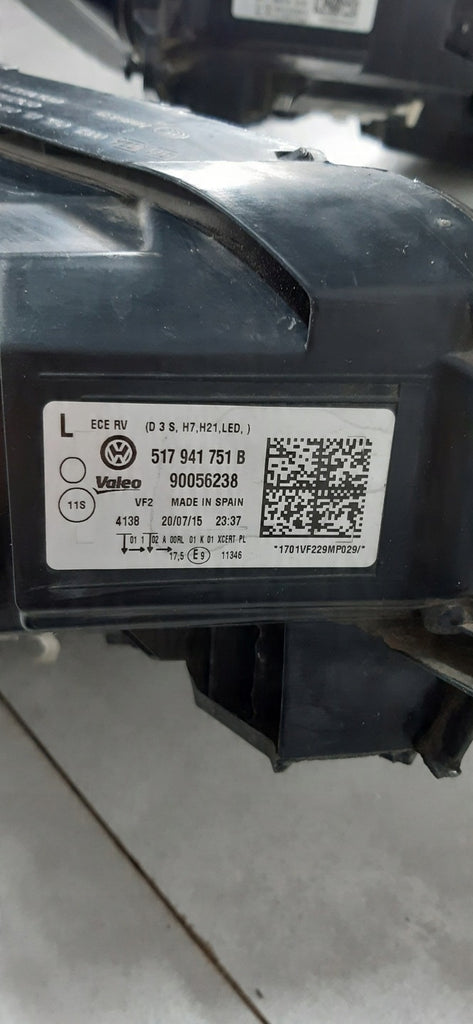 L ECE RV (D 3 S, H7,H21,LED, )
517 941 751 B
Valeo 90056238
11S VF2 MADE IN SPAIN
4138 20/07/15 23:37
01 1 02 A 00RL 01 K 01 XCERT PL
17,5 E9 11346
*1701VF229MP029/*